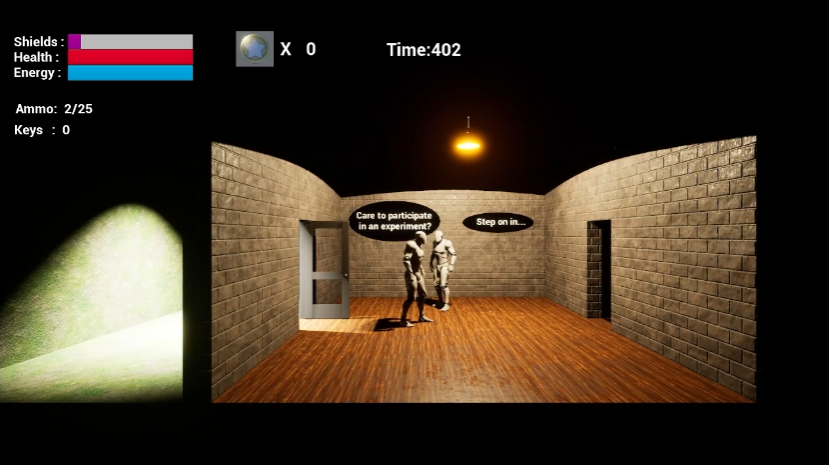 Shields :
Health :
Energy :
X 0
Time:402
Ammo: 2/25
Keys : 0
Care to participate
in an experiment?
Step on in...